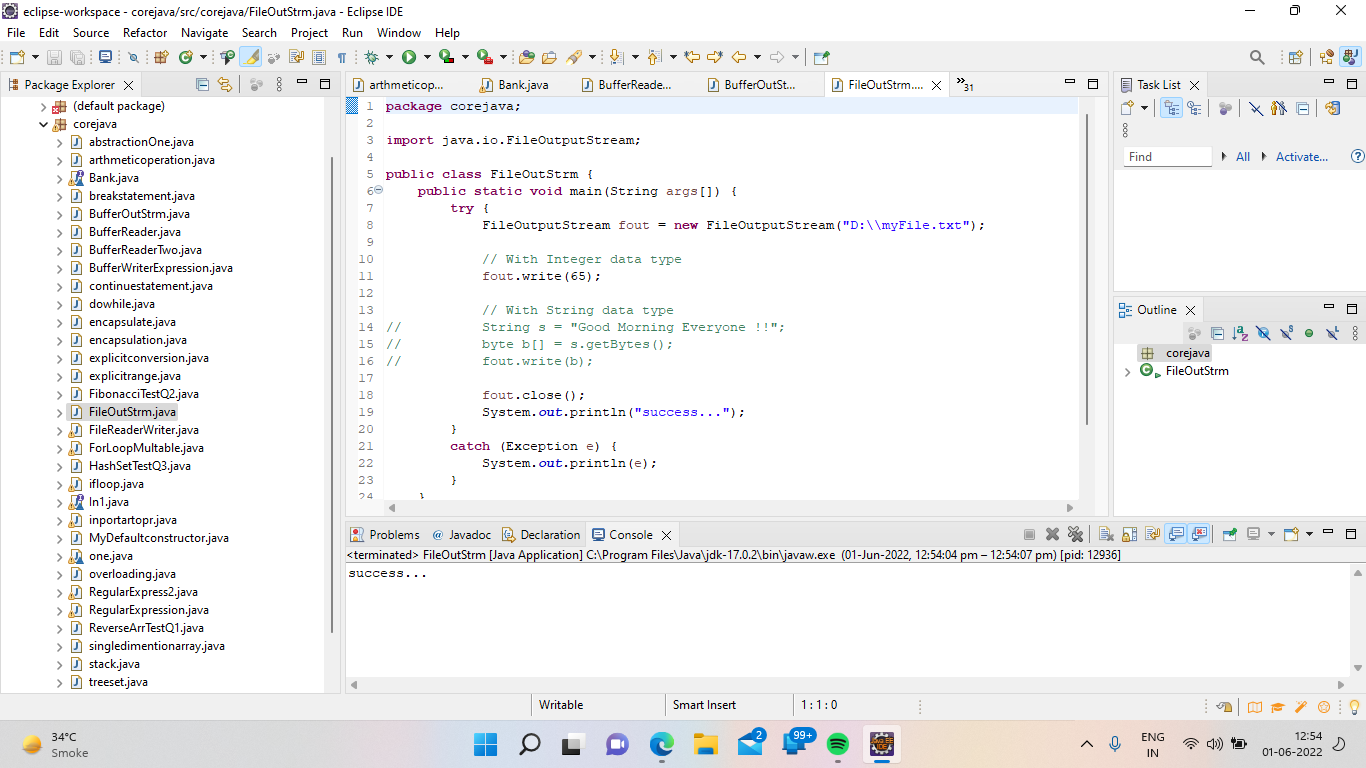 eclipse-workspace - corejava/src/corejava/FileOutStrm.java - Eclipse IDE
File Edit Source Refactor Navigate Search Project Run Window Help
Package Explorer
(default package)
corejava
abstractionOne.java
arthmeticoperation.java
Bank.java
breakstatement.java
BufferOutStrm.java
BufferReader.java
BufferReaderTwo.java
BufferWriterExpression.java
continuestatement.java
dowhile.java
encapsulate.java
encapsulation.java
explicitconversion.java
explicitrange.java
FibonacciTestQ2.java
FileOutStrm.java
FileReaderWriter.java
ForLoopMultable.java
HashSetTestQ3.java
ifloop.java
In1.java
inportartopr.java
MyDefaultconstructor.java
one.java
overloading.java
RegularExpress2.java
RegularExpression.java
ReverseArrTestQ1.java
singledimentionarray.java
stack.java
treeset.java
arthmeticop... Bank.java BufferReade... BufferOutSt... FileOutStrm.... »31
1 package corejava;
2
3 import java.io.FileOutputStream;
4
5 public class FileOutStrm {
6 public static void main(String args[]) {
7 try {
8 FileOutputStream fout = new FileOutputStream("D:\\myFile.txt");
9
10 // With Integer data type
11 fout.write(65);
12
13 // With String data type
14 // String s = "Good Morning Everyone !!";
15 // byte b[] = s.getBytes();
16 // fout.write(b);
17
18 fout.close();
19 System.out.println("success...");
20 }
21 catch (Exception e) {
22 System.out.println(e);
23 }
24 }
Task List
Find All Activate...
Outline
corejava
FileOutStrm
Problems @ Javadoc Declaration Console
<terminated> FileOutStrm [Java Application] C:\Program Files\Java\jdk-17.0.2\bin\javaw.exe (01-Jun-2022, 12:54:04 pm – 12:54:07 pm) [pid: 12936]
success...
Writable Smart Insert 1 : 1 : 0
34°C
Smoke
2
99+
ENG
IN
12:54
01-06-2022